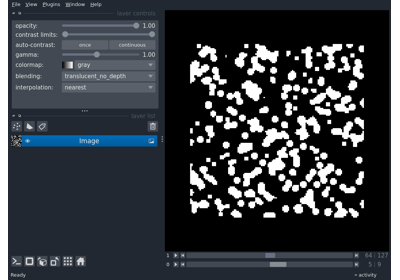 File View Plugins Window Help
layer controls
opacity: 1.00
contrast limits:
auto-contrast: once continuous
gamma: 1.00
colormap: gray
blending: translucent_no_depth
interpolation: nearest
layer list
Image
1 64 127
0 5 9
Ready activity